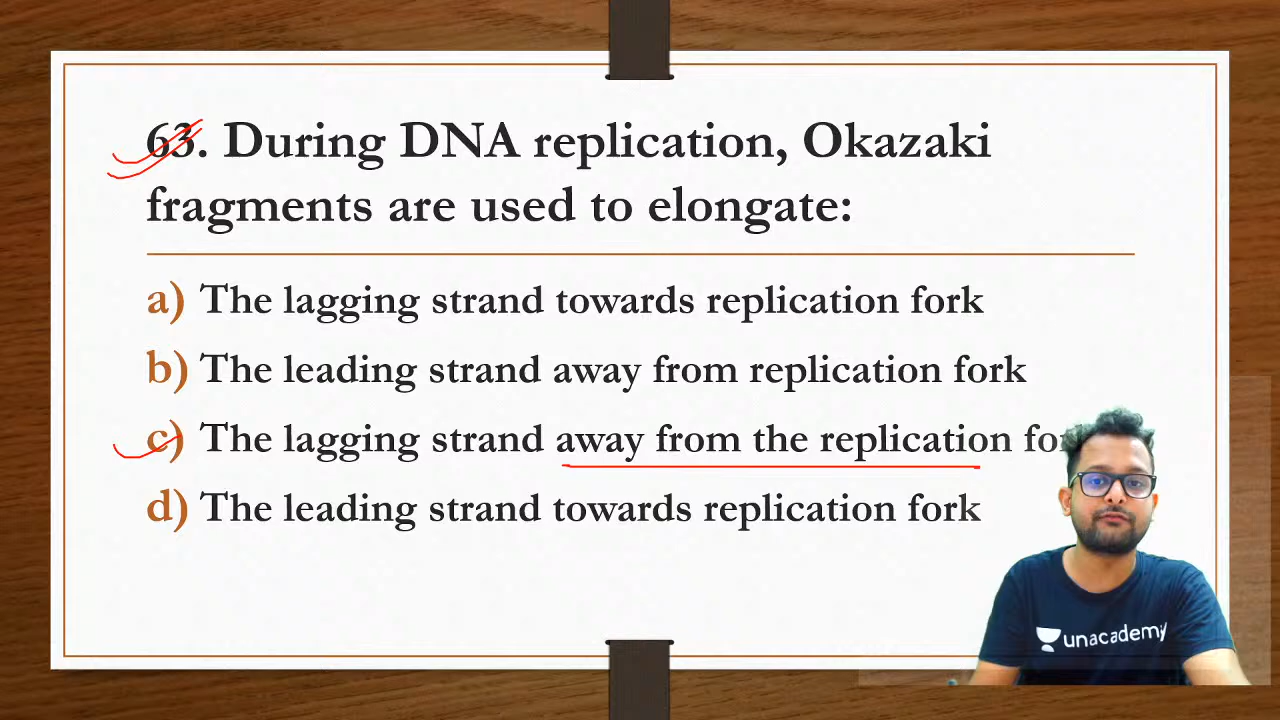 63. During DNA replication, Okazaki
fragments are used to elongate:
a) The lagging strand towards replication fork
b) The leading strand away from replication fork
c) The lagging strand away from the replication
d) The leading strand towards replication fork
unacademy